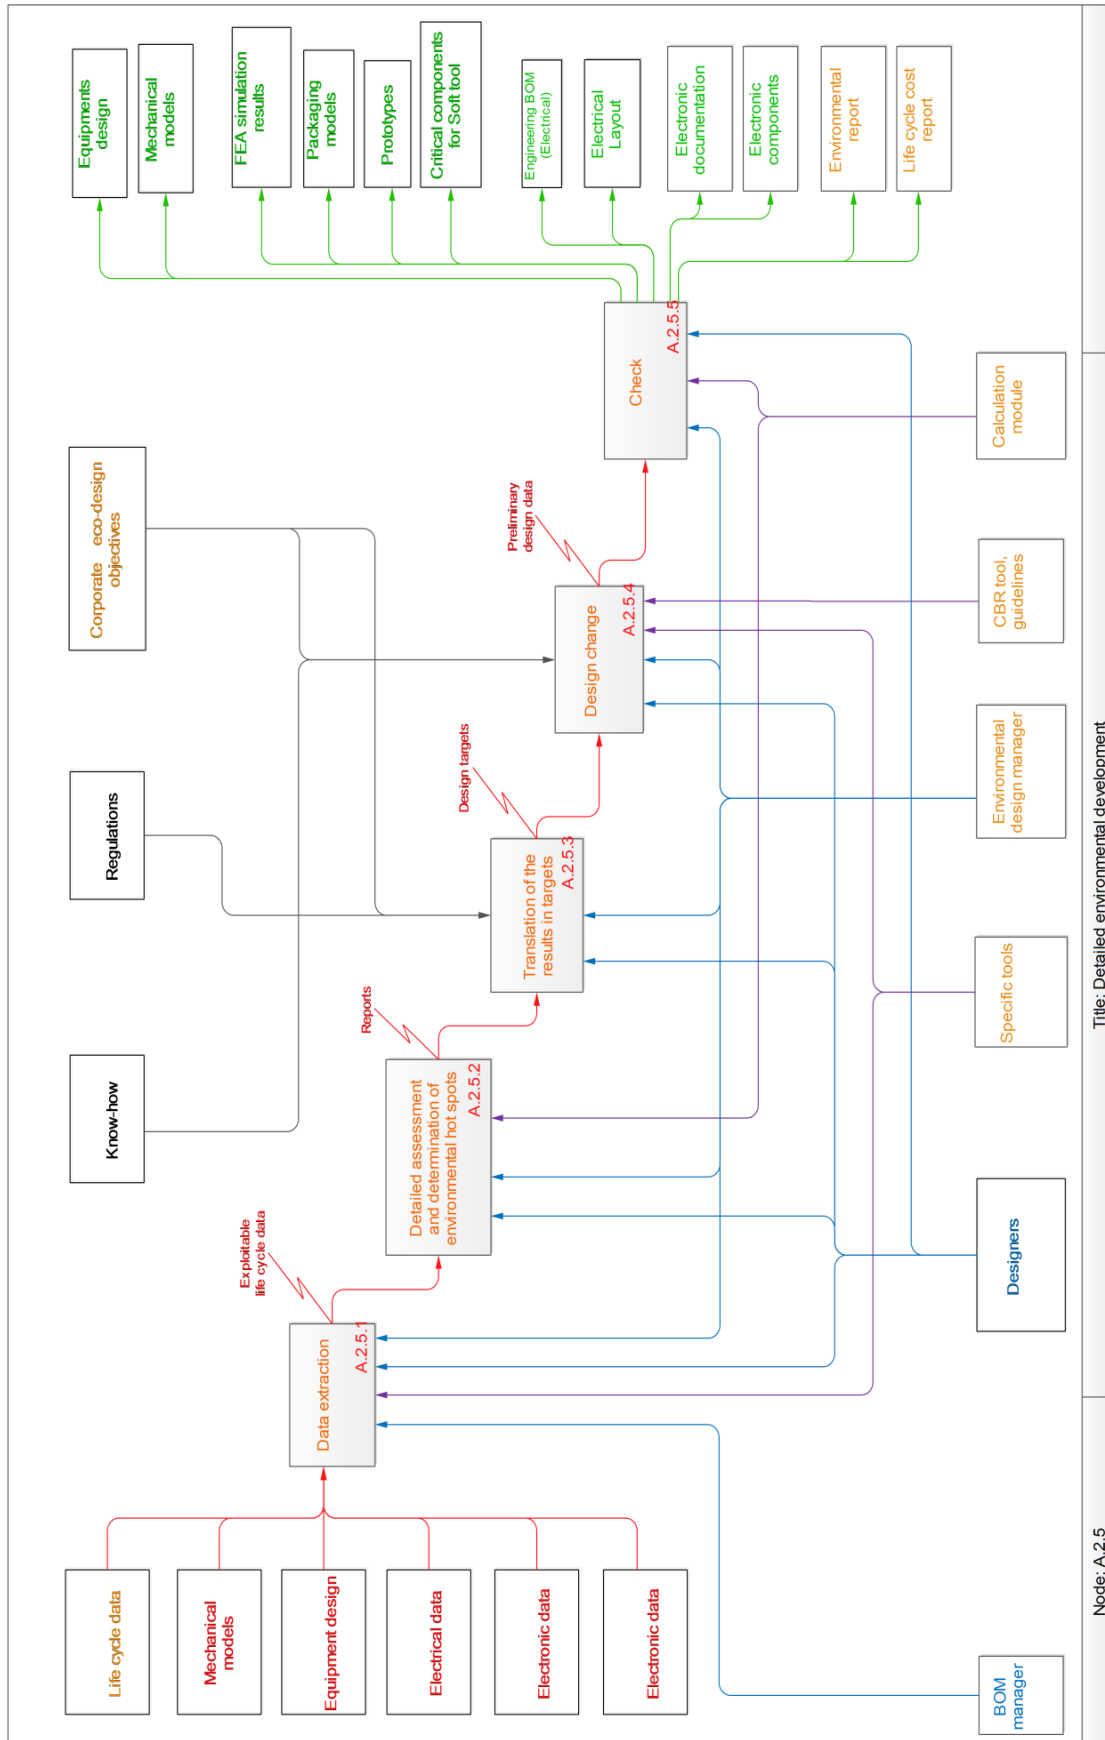 Life cycle data
Mechanical
models
Equipment design
Electrical data
Electronic data
Electronic data
Know-how
Regulations
Corporate eco-design
objectives
Data extraction
A.2.5.1
Exploitable
life cycle data
Detailed assessment
and determination of
environmental hot spots
A.2.5.2
Reports
Translation of the
results in targets
A.2.5.3
Design targets
Design change
A.2.5.4
Preliminary
design data
Check
A.2.5.5
Equipments
design
Mechanical
models
FEA simulation
results
Packaging
models
Prototypes
Critical components
for Soft tool
Engineering BOM
(Electrical)
Electrical
Layout
Electronic
documentation
Electronic
components
Environmental
report
Life cycle cost
report
BOM
manager
Designers
Specific tools
Environmental
design manager
CBR tool,
guidelines
Calculation
module
Node: A.2.5
Title: Detailed environmental development